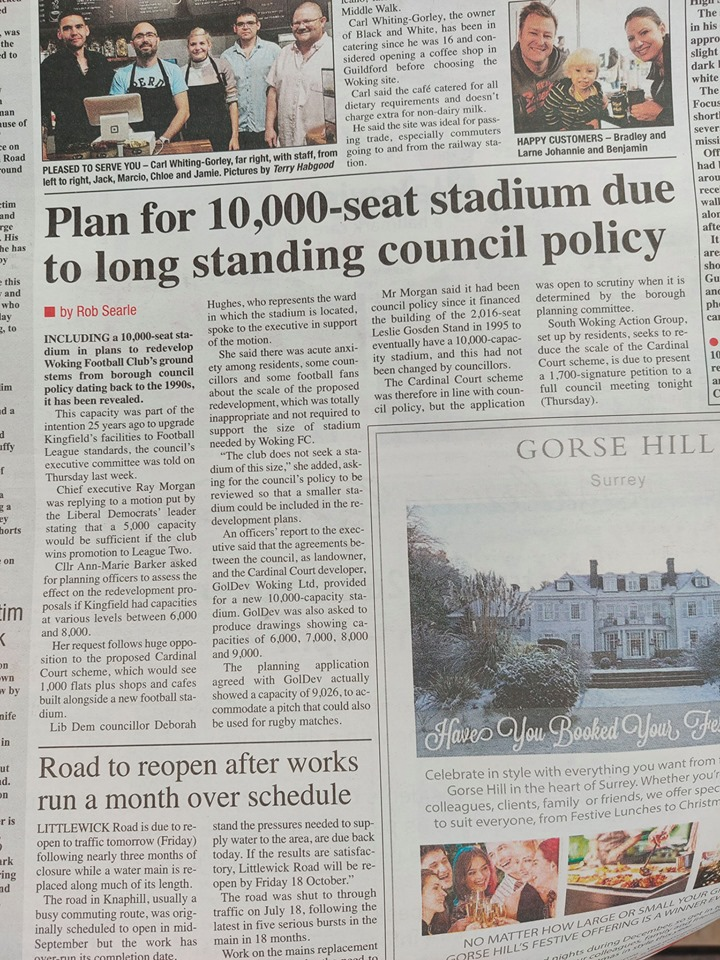 PLEASED TO SERVE YOU – Carl Whiting-Gorley, far right, with staff, from
left to right, Jack, Marcio, Chloe and Jamie. Pictures by Terry Habgood
Middle Walk.
Carl Whiting-Gorley, the owner
of Black and White, has been in
catering since he was 16 and con-
sidered opening a coffee shop in
Guildford before choosing the
Woking site.
Carl said the café catered for all
dietary requirements and doesn't
charge extra for non-dairy milk.
He said the site was ideal for pass-
ing trade, especially commuters
going to and from the railway sta-
tion.
HAPPY CUSTOMERS – Bradley and
Larne Johannie and Benjamin
Plan for 10,000-seat stadium due
to long standing council policy
by Rob Searle
INCLUDING a 10,000-seat sta-
dium in plans to redevelop
Woking Football Club's ground
stems from borough council
policy dating back to the 1990s,
it has been revealed.
This capacity was part of the
intention 25 years ago to upgrade
Kingfield's facilities to Football
League standards, the council's
executive committee was told on
Thursday last week.
Chief executive Ray Morgan
was replying to a motion put by
the Liberal Democrats' leader
stating that a 5,000 capacity
would be sufficient if the club
wins promotion to League Two.
Cllr Ann-Marie Barker asked
for planning officers to assess the
effect on the redevelopment pro-
posals if Kingfield had capacities
at various levels between 6,000
and 8,000.
Her request follows huge oppo-
sition to the proposed Cardinal
Court scheme, which would see
1,000 flats plus shops and cafes
built alongside a new football sta-
dium.
Lib Dem councillor Deborah
Hughes, who represents the ward
in which the stadium is located,
spoke to the executive in support
of the motion.
She said there was acute anxi-
ety among residents, some coun-
cillors and some football fans
about the scale of the proposed
redevelopment, which was totally
inappropriate and not required to
support the size of stadium
needed by Woking FC.
"The club does not seek a sta-
dium of this size," she added, ask-
ing for the council's policy to be
reviewed so that a smaller sta-
dium could be included in the re-
development plans.
An officers' report to the exec-
utive said that the agreements be-
tween the council, as landowner,
and the Cardinal Court developer,
GolDev Woking Ltd, provided
for a new 10,000-capacity sta-
dium. GolDev was also asked to
produce drawings showing ca-
pacities of 6,000, 7,000, 8,000
and 9,000.
The planning application
agreed with GolDev actually
showed a capacity of 9,026, to ac-
commodate a pitch that could also
be used for rugby matches.
Mr Morgan said it had been
council policy since it financed
the building of the 2,016-seat
Leslie Gosden Stand in 1995 to
eventually have a 10,000-capac-
ity stadium, and this had not
been changed by councillors.
The Cardinal Court scheme
was therefore in line with coun-
cil policy, but the application
was open to scrutiny when it is
determined by the borough
planning committee.
South Woking Action Group,
set up by residents, seeks to re-
duce the scale of the Cardinal
Court scheme, is due to present
a 1,700-signature petition to a
full council meeting tonight
(Thursday).
Road to reopen after works
run a month over schedule
LITTLEWICK Road is due to re-
open to traffic tomorrow (Friday)
following nearly three months of
closure while a water main is re-
placed along much of its length.
The road in Knaphill, usually a
busy commuting route, was orig-
inally scheduled to open in mid-
September but the work has
over-run its completion date.
stand the pressures needed to sup-
ply water to the area, are due back
today. If the results are satisfac-
tory, Littlewick Road will be re-
open by Friday 18 October."
The road was shut to through
traffic on July 18, following the
latest in five serious bursts in the
main in 18 months.
Work on the mains replacement
GORSE HILL
Surrey
Have You Booked Your
Celebrate in style with everything you want from
Gorse Hill in the heart of Surrey. Whether you're
colleagues, clients, family or friends, we offer
to suit everyone, from Festive Lunches to
NO MATTER HOW LARGE OR SMALL YOUR
HILL'S FESTIVE OFFERING IS A WINNER
nights during December